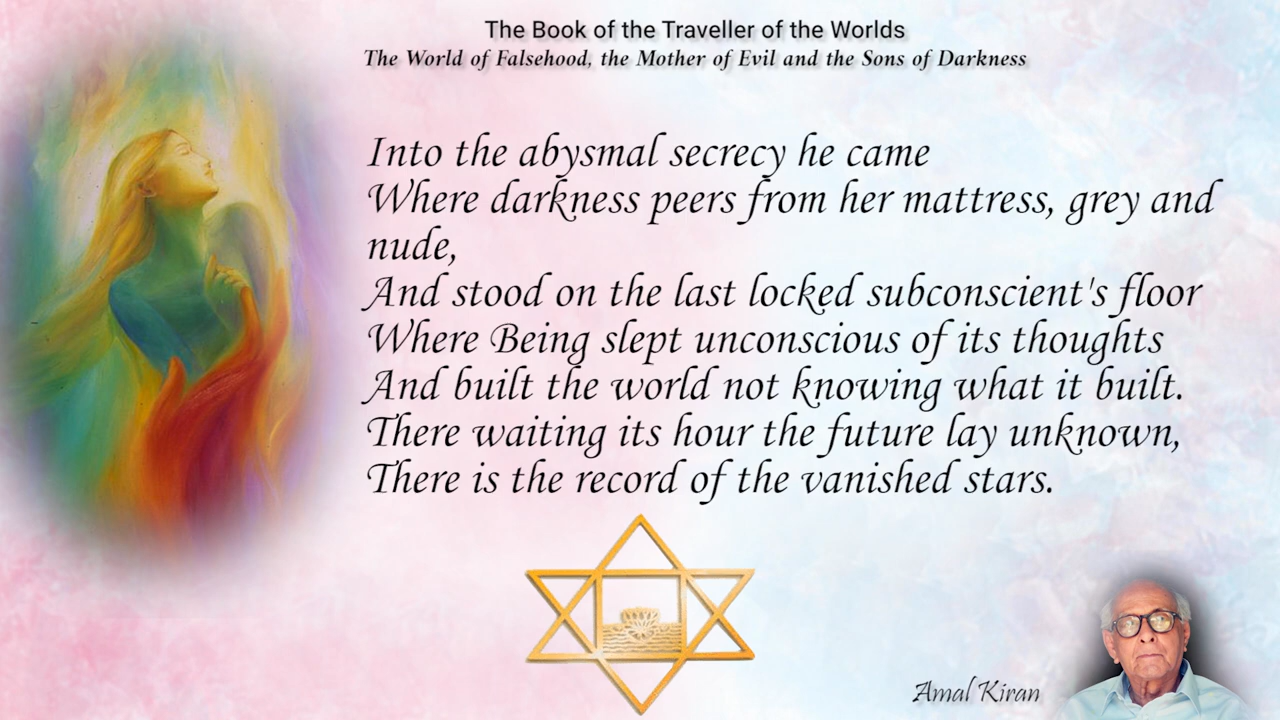 The Book of the Traveller of the Worlds
The World of Falsehood, the Mother of Evil and the Sons of Darkness
Into the abysmal secrecy he came
Where darkness peers from her mattress, grey and
nude,
And stood on the last locked subconscient's floor
Where Being slept unconscious of its thoughts
And built the world not knowing what it built.
There waiting its hour the future lay unknown,
There is the record of the vanished stars.
Amal Kiran